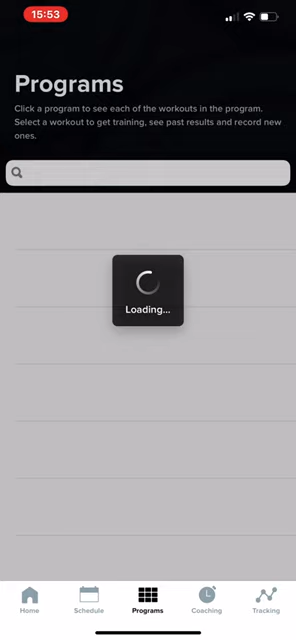 15:53
Programs
Click a program to see each of the workouts in the program.
Select a workout to get training, see past results and record new
ones.
Loading...
Home Schedule Programs Coaching Tracking